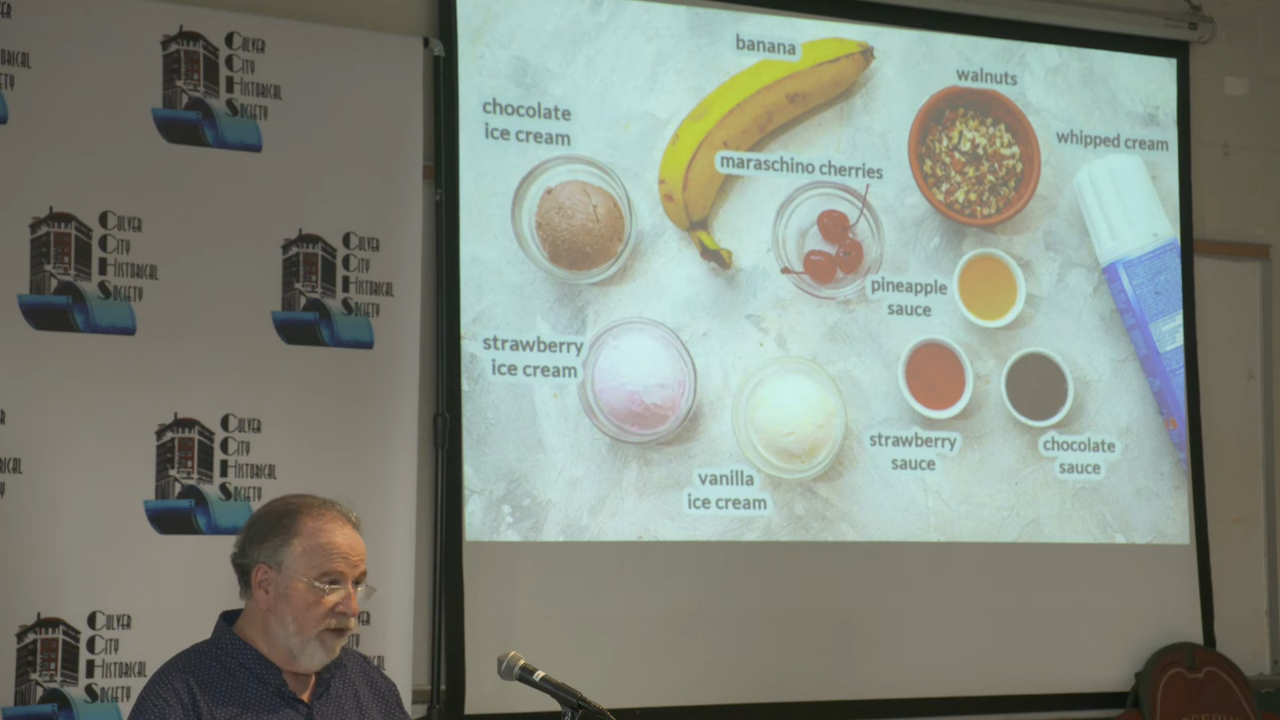 CULVER
CITY
HISTORICAL
SOCIETY
CULVER
CITY
HISTORICAL
SOCIETY
CULVER
CITY
HISTORICAL
SOCIETY
CULVER
CITY
HISTORICAL
SOCIETY
CULVER
CITY
HISTORICAL
SOCIETY
banana
walnuts
chocolate
ice cream
whipped cream
maraschino cherries
pineapple
sauce
strawberry
ice cream
strawberry
sauce
chocolate
sauce
vanilla
ice cream